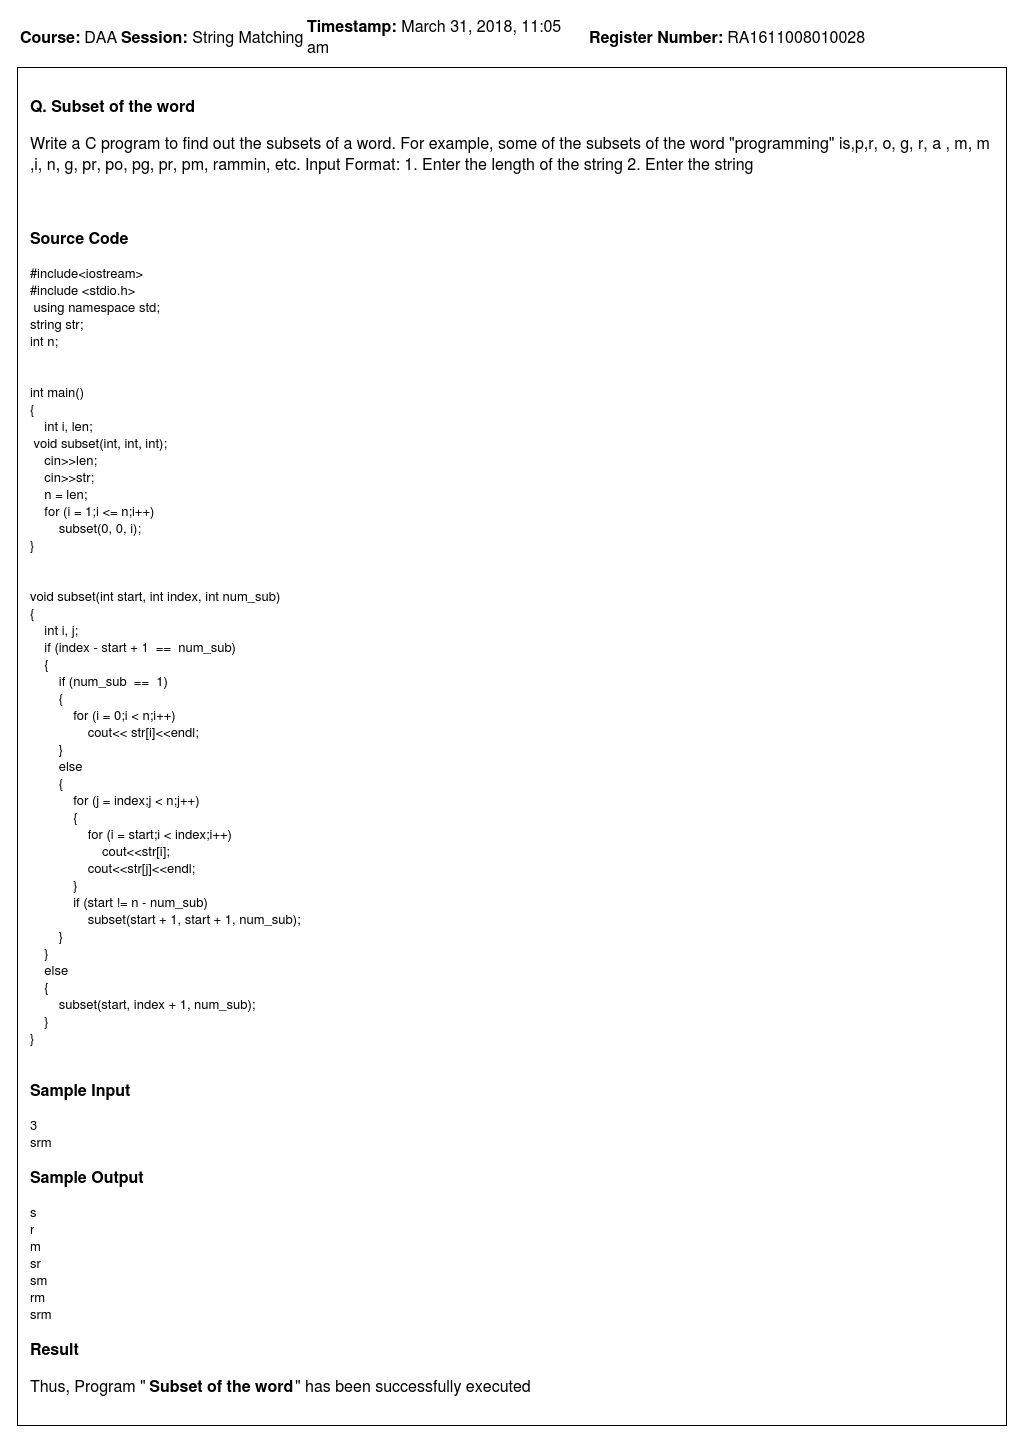 Course: DAA Session: String Matching Timestamp: March 31, 2018, 11:05 am Register Number: RA1611008010028
Q. Subset of the word
Write a C program to find out the subsets of a word. For example, some of the subsets of the word "programming" is,p,r, o, g, r, a , m, m
,i, n, g, pr, po, pg, pr, pm, rammin, etc. Input Format: 1. Enter the length of the string 2. Enter the string
Source Code
#include<iostream>
#include <stdio.h>
using namespace std;
string str;
int n;
int main()
{
int i, len;
void subset(int, int, int);
cin>>len;
cin>>str;
n = len;
for (i = 1;i <= n;i++)
subset(0, 0, i);
}
void subset(int start, int index, int num_sub)
{
int i, j;
if (index - start + 1  ==  num_sub)
{
if (num_sub  ==  1)
{
for (i = 0;i < n;i++)
cout<< str[i]<<endl;
}
else
{
for (j = index;j < n;j++)
{
for (i = start;i < index;i++)
cout<<str[i];
cout<<str[j]<<endl;
}
if (start != n - num_sub)
subset(start + 1, start + 1, num_sub);
}
}
else
{
subset(start, index + 1, num_sub);
}
}
Sample Input
3
srm
Sample Output
s
r
m
sr
sm
rm
srm
Result
Thus, Program " Subset of the word" has been successfully executed